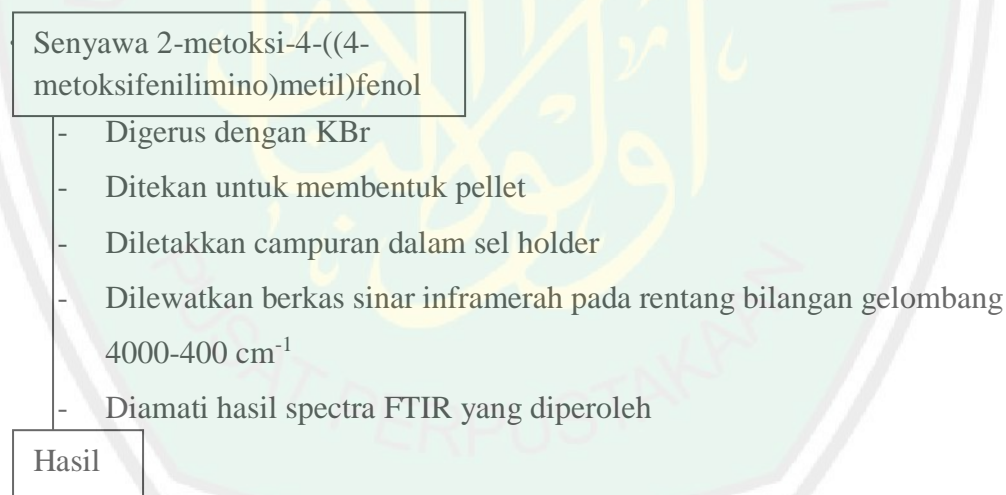 Senyawa 2-metoksi-4-((4-
metoksifenilimino)metil)fenol
- Digerus dengan KBr
- Ditekan untuk membentuk pellet
- Diletakkan campuran dalam sel holder
- Dilewatkan berkas sinar inframerah pada rentang bilangan gelombang
4000-400 cm⁻¹
- Diamati hasil spectra FTIR yang diperoleh
PUSAT PERPUSTAKAAN
Hasil